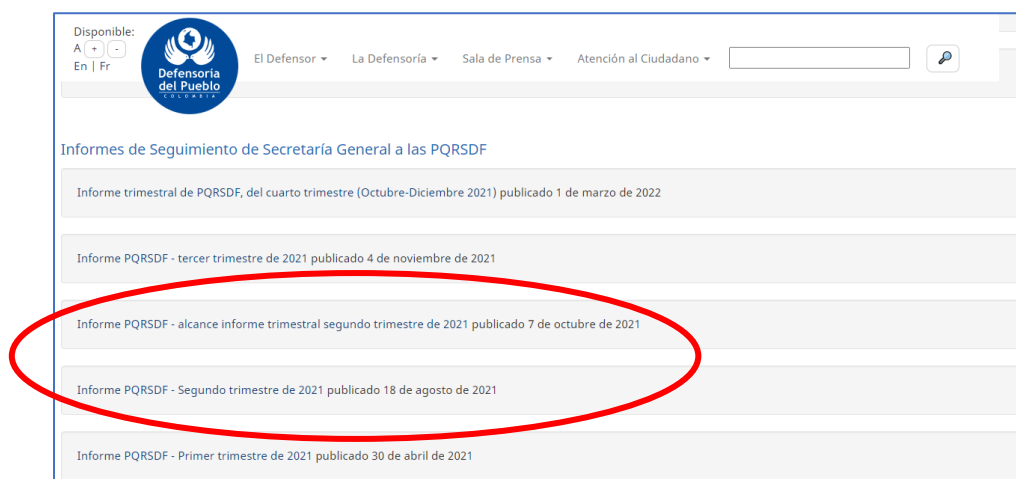 Disponible:
A + -
En | Fr
Defensoría
del Pueblo
COLOMBIA
El Defensor La Defensoría Sala de Prensa Atención al Ciudadano
Informes de Seguimiento de Secretaría General a las PQRSDF
Informe trimestral de PQRSDF, del cuarto trimestre (Octubre-Diciembre 2021) publicado 1 de marzo de 2022
Informe PQRSDF - tercer trimestre de 2021 publicado 4 de noviembre de 2021
Informe PQRSDF - alcance informe trimestral segundo trimestre de 2021 publicado 7 de octubre de 2021
Informe PQRSDF - Segundo trimestre de 2021 publicado 18 de agosto de 2021
Informe PQRSDF - Primer trimestre de 2021 publicado 30 de abril de 2021